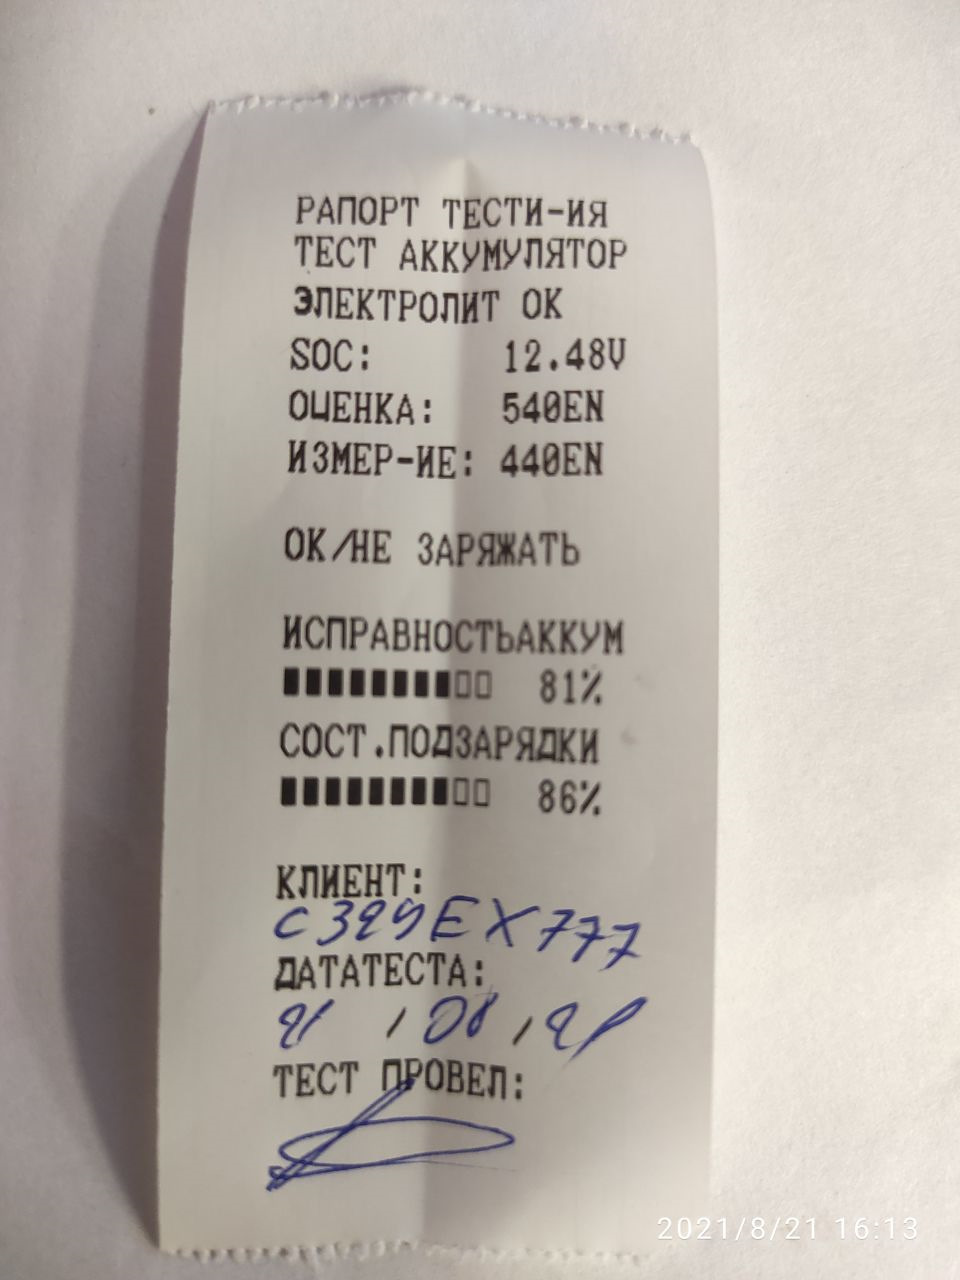 РАПОРТ ТЕСТИ-ИЯ
ТЕСТ АККУМУЛЯТОР
ЭЛЕКТРОЛИТ ОК
SOC: 12.48V
ОЦЕНКА: 540EN
ИЗМЕР-ИЕ: 440EN
ОК/НЕ ЗАРЯЖАТЬ
ИСПРАВНОСТЬАККУМ
81%
СОСТ.ПОДЗАРЯДКИ
86%
КЛИЕНТ:
ДАТАТЕСТА:
21 , 08 , 21
ТЕСТ ПРОВЕЛ:
2021/8/21 16:13